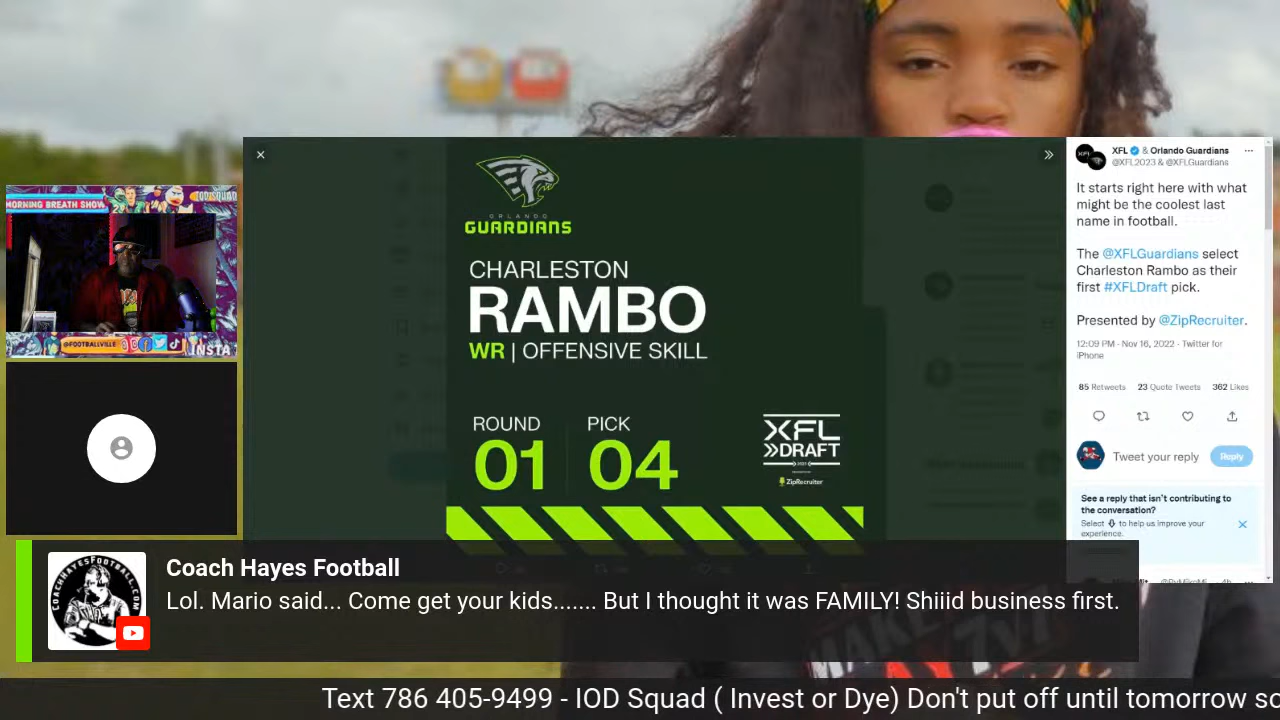 MORNING BREATH SHOW
IOD SQUAD
@FOOTBALLVILLE
INSTA
ORLANDO
GUARDIANS
CHARLESTON
RAMBO
WR | OFFENSIVE SKILL
ROUND
01
PICK
04
XFL
DRAFT
ZipRecruiter
XFL & Orlando Guardians
@XFL2023 & @XFLGuardians
It starts right here with what
might be the coolest last
name in football.
The @XFLGuardians select
Charleston Rambo as their
first #XFLDraft pick.
Presented by @ZipRecruiter.
12:09 PM · Nov 16, 2022 · Twitter for
iPhone
85 Retweets 23 Quote Tweets 362 Likes
Tweet your reply
Reply
See a reply that isn't contributing to
the conversation?
Select to help us improve your
experience.
COACHHAYESFOOTBALL.COM
Coach Hayes Football
Lol. Mario said... Come get your kids....... But I thought it was FAMILY! Shiiid business first.
Text 786 405-9499 - IOD Squad ( Invest or Dye) Don't put off until tomorrow so